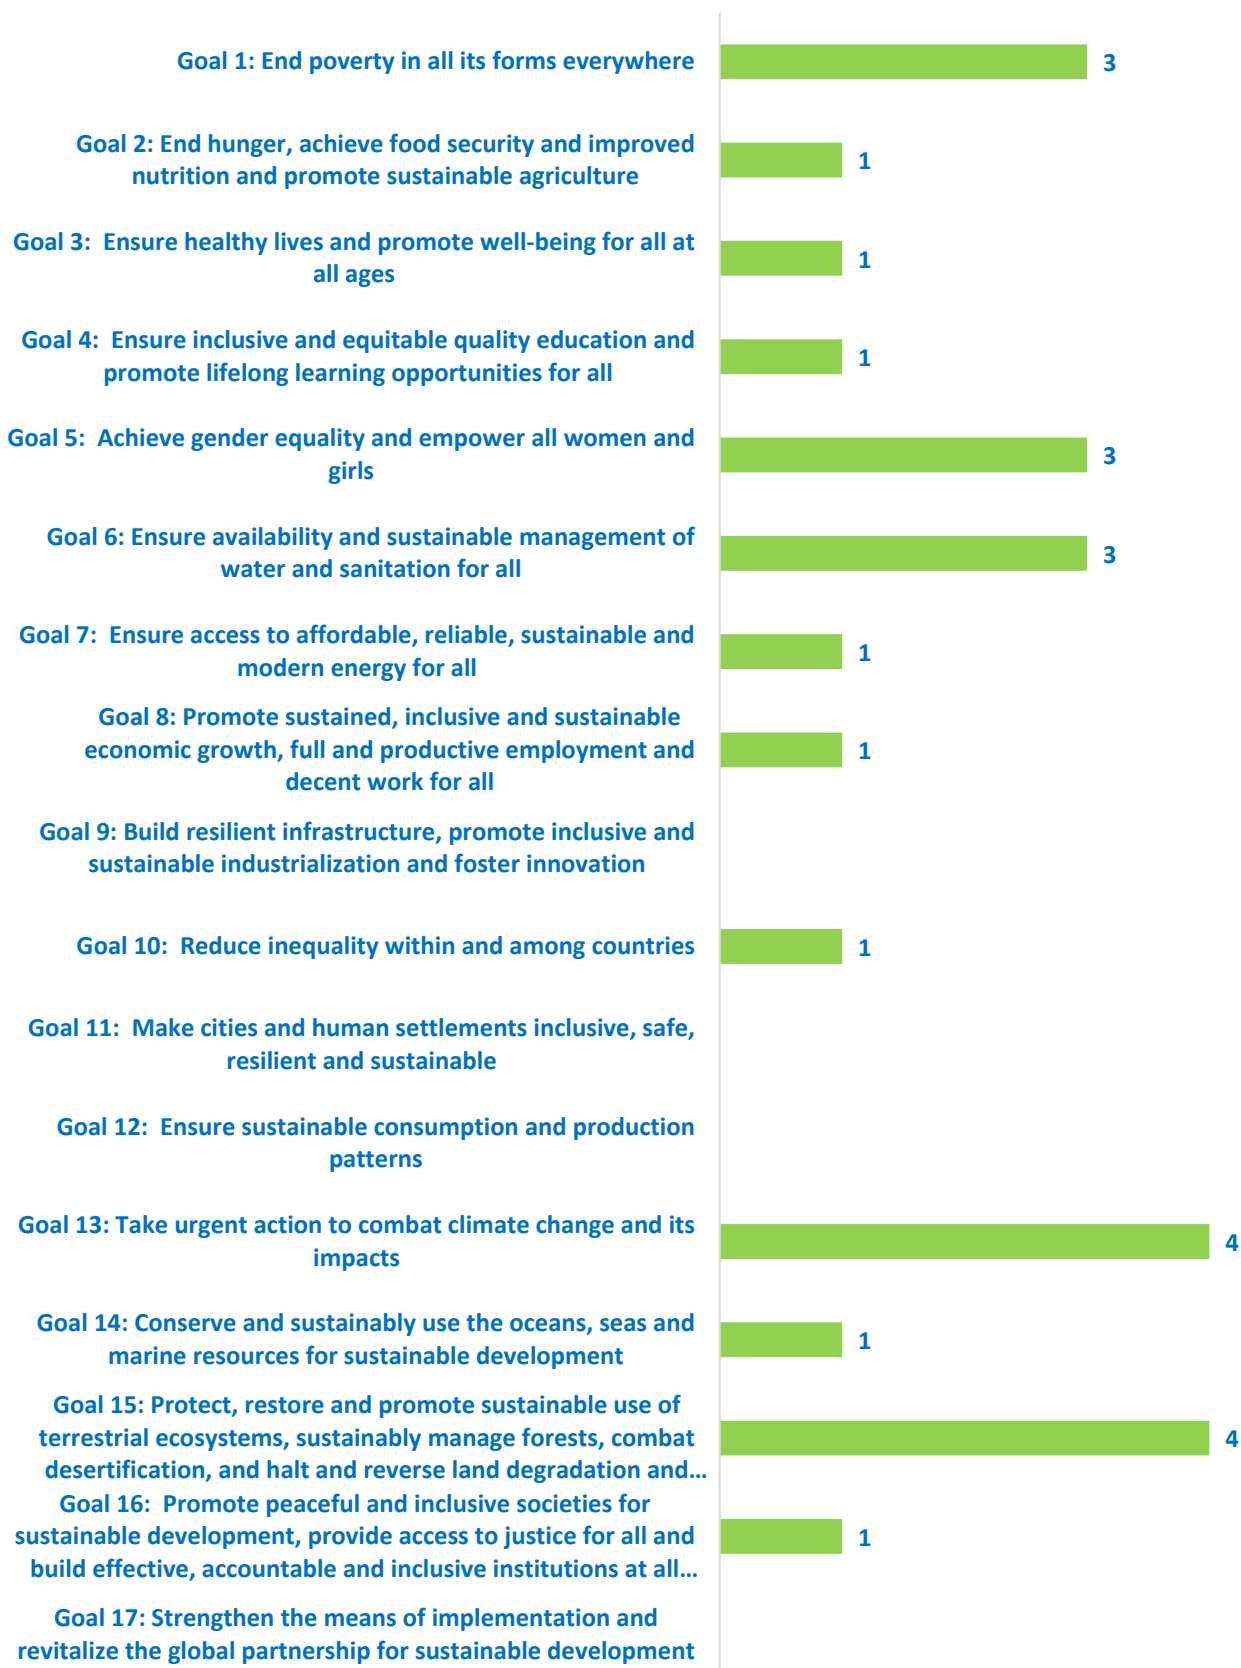 Goal 1: End poverty in all its forms everywhere
3
Goal 2: End hunger, achieve food security and improved
nutrition and promote sustainable agriculture
1
Goal 3:  Ensure healthy lives and promote well-being for all at
all ages
1
Goal 4:  Ensure inclusive and equitable quality education and
promote lifelong learning opportunities for all
1
Goal 5:  Achieve gender equality and empower all women and
girls
3
Goal 6: Ensure availability and sustainable management of
water and sanitation for all
3
Goal 7:  Ensure access to affordable, reliable, sustainable and
modern energy for all
1
Goal 8: Promote sustained, inclusive and sustainable
economic growth, full and productive employment and
decent work for all
1
Goal 9: Build resilient infrastructure, promote inclusive and
sustainable industrialization and foster innovation
Goal 10:  Reduce inequality within and among countries
1
Goal 11:  Make cities and human settlements inclusive, safe,
resilient and sustainable
Goal 12:  Ensure sustainable consumption and production
patterns
Goal 13: Take urgent action to combat climate change and its
impacts
4
Goal 14: Conserve and sustainably use the oceans, seas and
marine resources for sustainable development
1
Goal 15: Protect, restore and promote sustainable use of
terrestrial ecosystems, sustainably manage forests, combat
desertification, and halt and reverse land degradation and…
4
Goal 16:  Promote peaceful and inclusive societies for
sustainable development, provide access to justice for all and
build effective, accountable and inclusive institutions at all…
1
Goal 17: Strengthen the means of implementation and
revitalize the global partnership for sustainable development